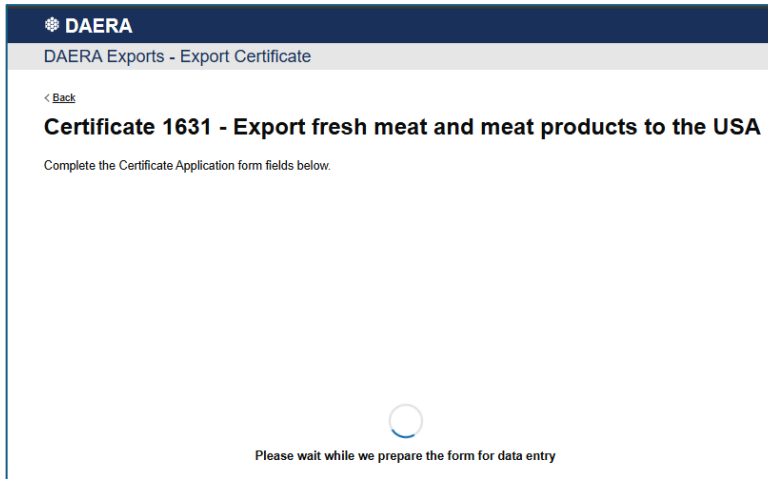 DAERA
DAERA Exports - Export Certificate
< Back
Certificate 1631 - Export fresh meat and meat products to the USA
Complete the Certificate Application form fields below.
Please wait while we prepare the form for data entry